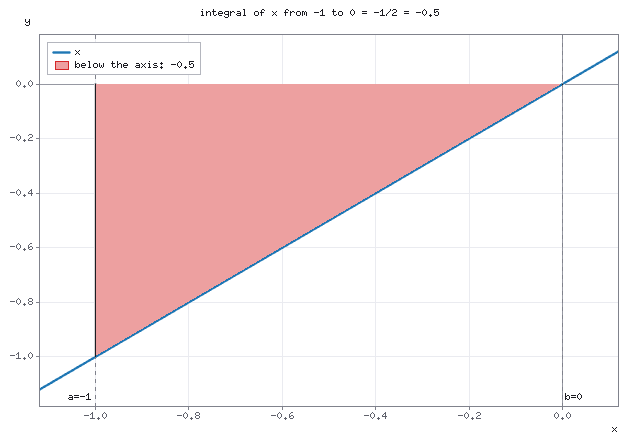 integral of x from -1 to 0 = -1/2 = -0.5
y
x
below the axis: -0.5
0.0
-0.2
-0.4
-0.6
-0.8
-1.0
a=-1
b=0
-1.0
-0.8
-0.6
-0.4
-0.2
0.0
x